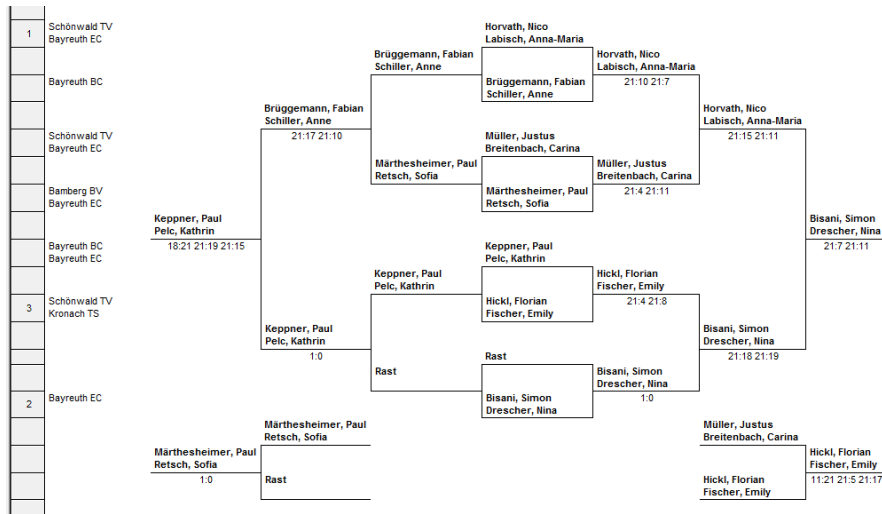 1
Schönwald TV
Bayreuth EC
Bayreuth BC
Schönwald TV
Bayreuth EC
Bamberg BV
Bayreuth EC
Bayreuth BC
Bayreuth EC
3
Schönwald TV
Kronach TS
2
Bayreuth EC
Keppner, Paul
Pelc, Kathrin
18:21 21:19 21:15
Märthesheimer, Paul
Retsch, Sofia
1:0
Brüggemann, Fabian
Schiller, Anne
21:17 21:10
Keppner, Paul
Pelc, Kathrin
1:0
Märthesheimer, Paul
Retsch, Sofia
Rast
Brüggemann, Fabian
Schiller, Anne
Märthesheimer, Paul
Retsch, Sofia
Keppner, Paul
Pelc, Kathrin
Rast
Horvath, Nico
Labisch, Anna-Maria
Brüggemann, Fabian
Schiller, Anne
Müller, Justus
Breitenbach, Carina
Märthesheimer, Paul
Retsch, Sofia
Keppner, Paul
Pelc, Kathrin
Hickl, Florian
Fischer, Emily
Rast
Bisani, Simon
Drescher, Nina
Horvath, Nico
Labisch, Anna-Maria
21:10 21:7
Müller, Justus
Breitenbach, Carina
21:4 21:11
Hickl, Florian
Fischer, Emily
21:4 21:8
Bisani, Simon
Drescher, Nina
1:0
Horvath, Nico
Labisch, Anna-Maria
21:15 21:11
Bisani, Simon
Drescher, Nina
21:18 21:19
Müller, Justus
Breitenbach, Carina
Hickl, Florian
Fischer, Emily
Bisani, Simon
Drescher, Nina
21:7 21:11
Hickl, Florian
Fischer, Emily
11:21 21:5 21:17